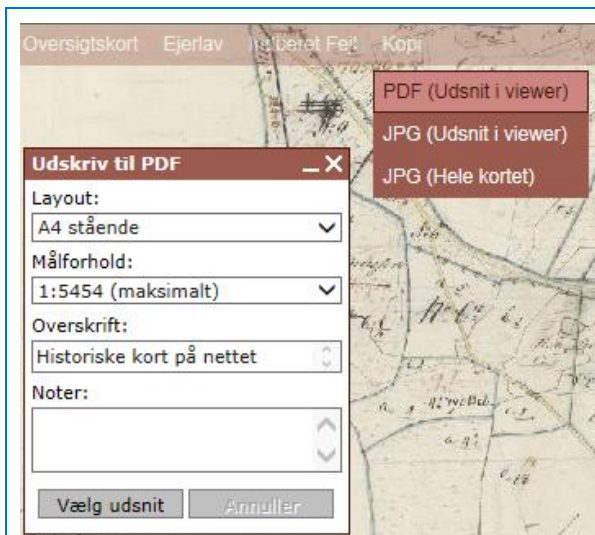 Oversigtskort Ejerlav Kopi
PDF (Udsnit i viewer)
JPG (Udsnit i viewer)
JPG (Hele kortet)
Udskriv til PDF
Layout:
A4 stående
Målforhold:
1:5454 (maksimalt)
Overskrift:
Historiske kort på nettet
Noter:
Vælg udsnit Annuller